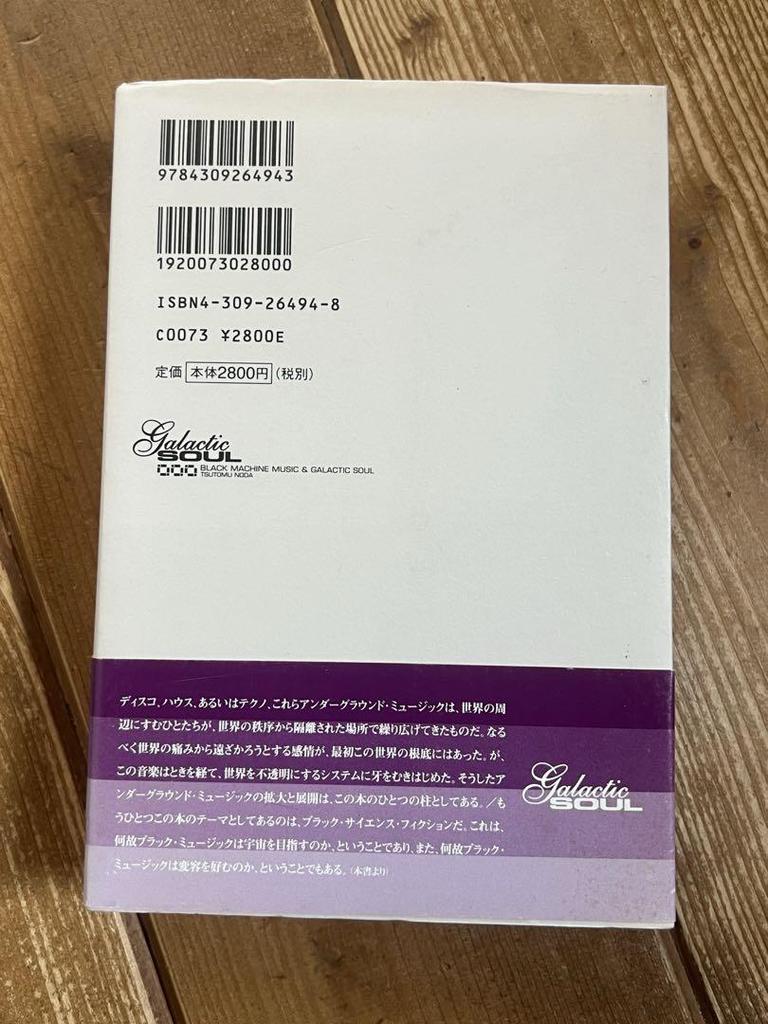 9784309264943
1920073028000
ISBN4-309-26494-8
C0073 ¥2800E
定価 本体2800円 (税別)
Galactic
SOUL
BLACK MACHINE MUSIC & GALACTIC SOUL
TSUTOMU NODA
ディスコ、ハウス、あるいはテクノ、これらアンダーグラウンド・ミュージックは、世界の周
辺にすむひとたちが、世界の秩序から隔離された場所で繰り広げてきたものだ。なる
べく世界の痛みから遠ざかろうとする感情が、最初この世界の根底にはあった。が、
この音楽はときを経て、世界を不透明にするシステムに牙をむきはじめた。そうしたア
ンダーグラウンド・ミュージックの拡大と展開は、この本のひとつの柱としてある。／も
うひとつこの本のテーマとしてあるのは、ブラック・サイエンス・フィクションだ。これは、
何故ブラック・ミュージックは宇宙を目指すのか、ということであり、また、何故ブラック・
ミュージックは変容を好むのか、ということでもある。(本書より)
Galactic
SOUL